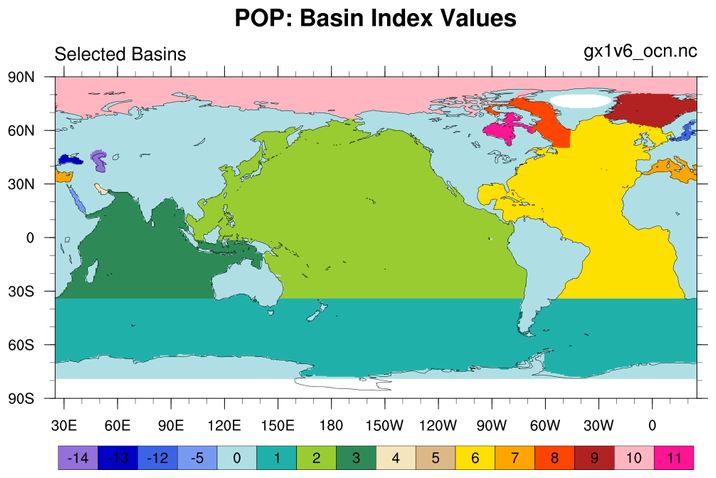 POP: Basin Index Values
Selected Basins
gx1v6_ocn.nc
90N
60N
30N
0
30S
60S
90S
30E 60E 90E 120E 150E 180 150W 120W 90W 60W 30W 0
-14 -13 -12 -5 0 1 2 3 4 5 6 7 8 9 10 11